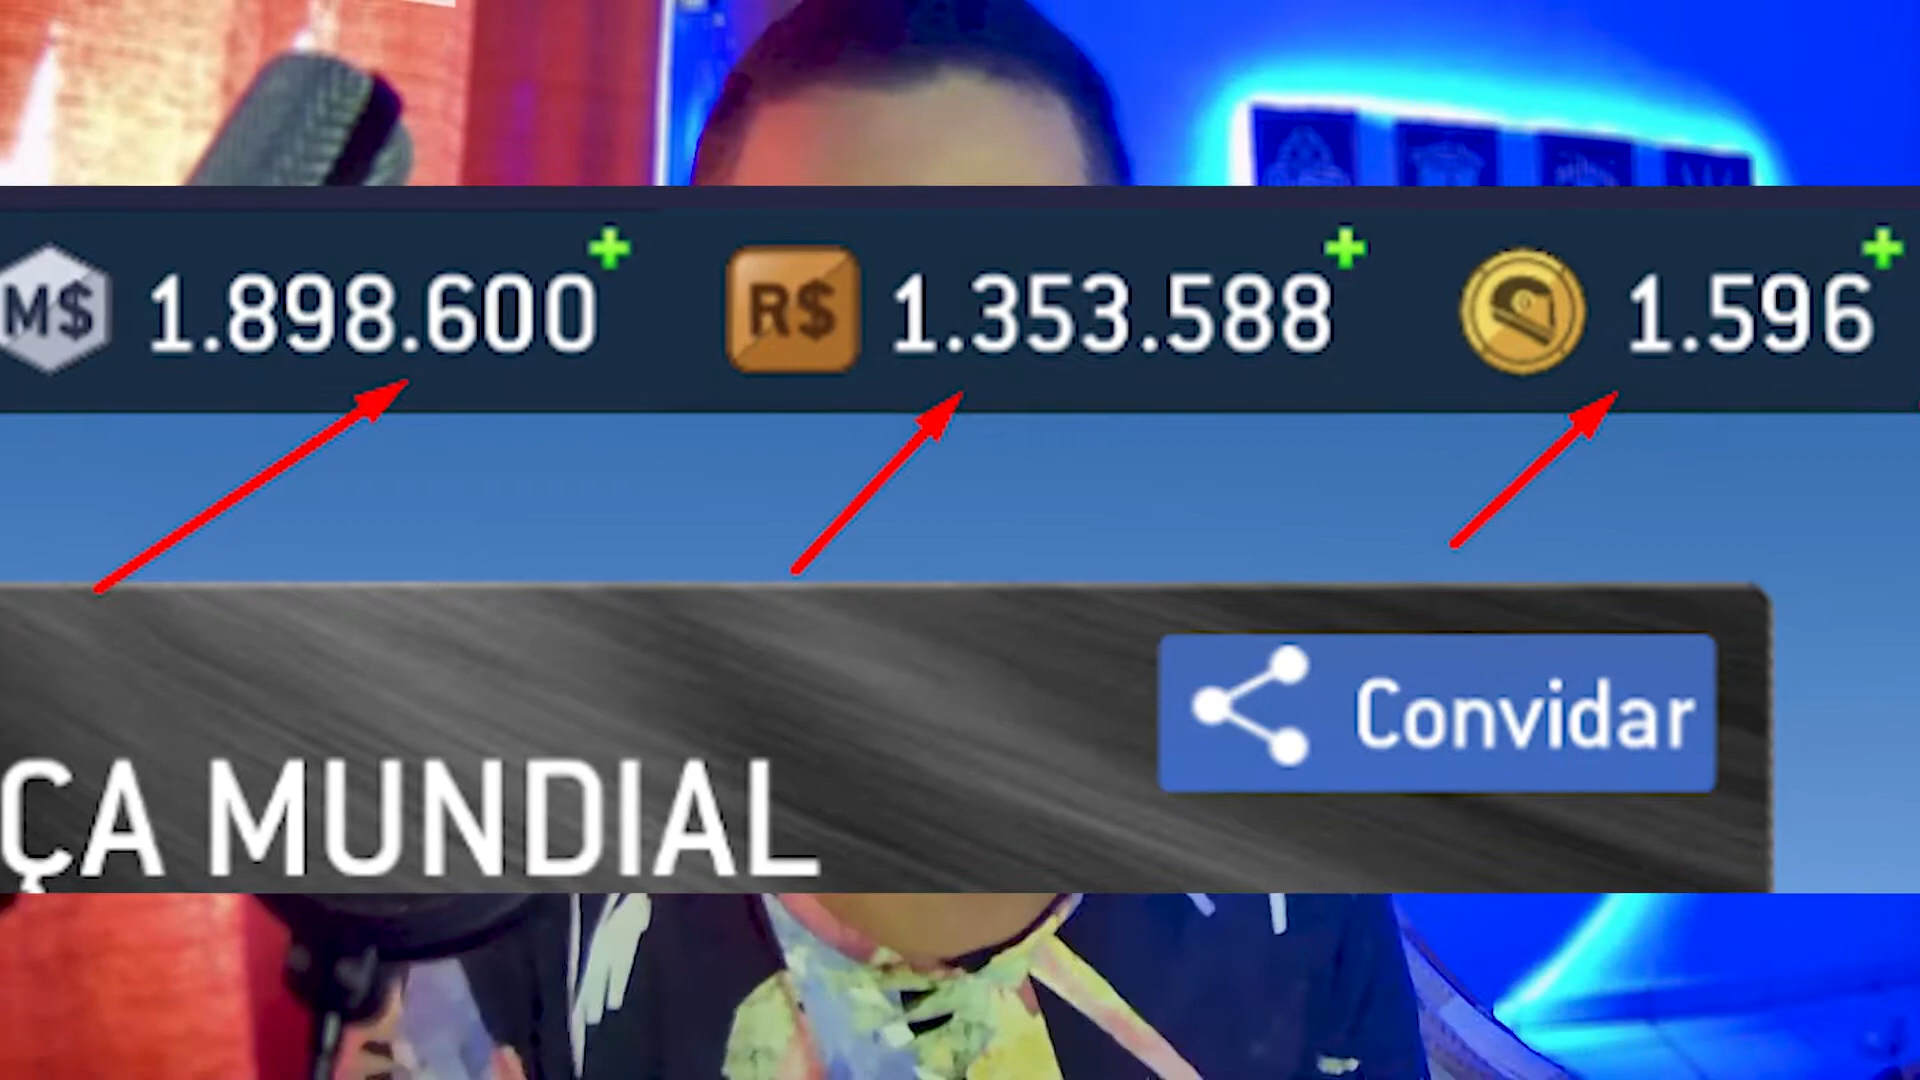 M$ 1.898.600 + R$ 1.353.588 + 1.596 +
Convidar
ÇA MUNDIAL